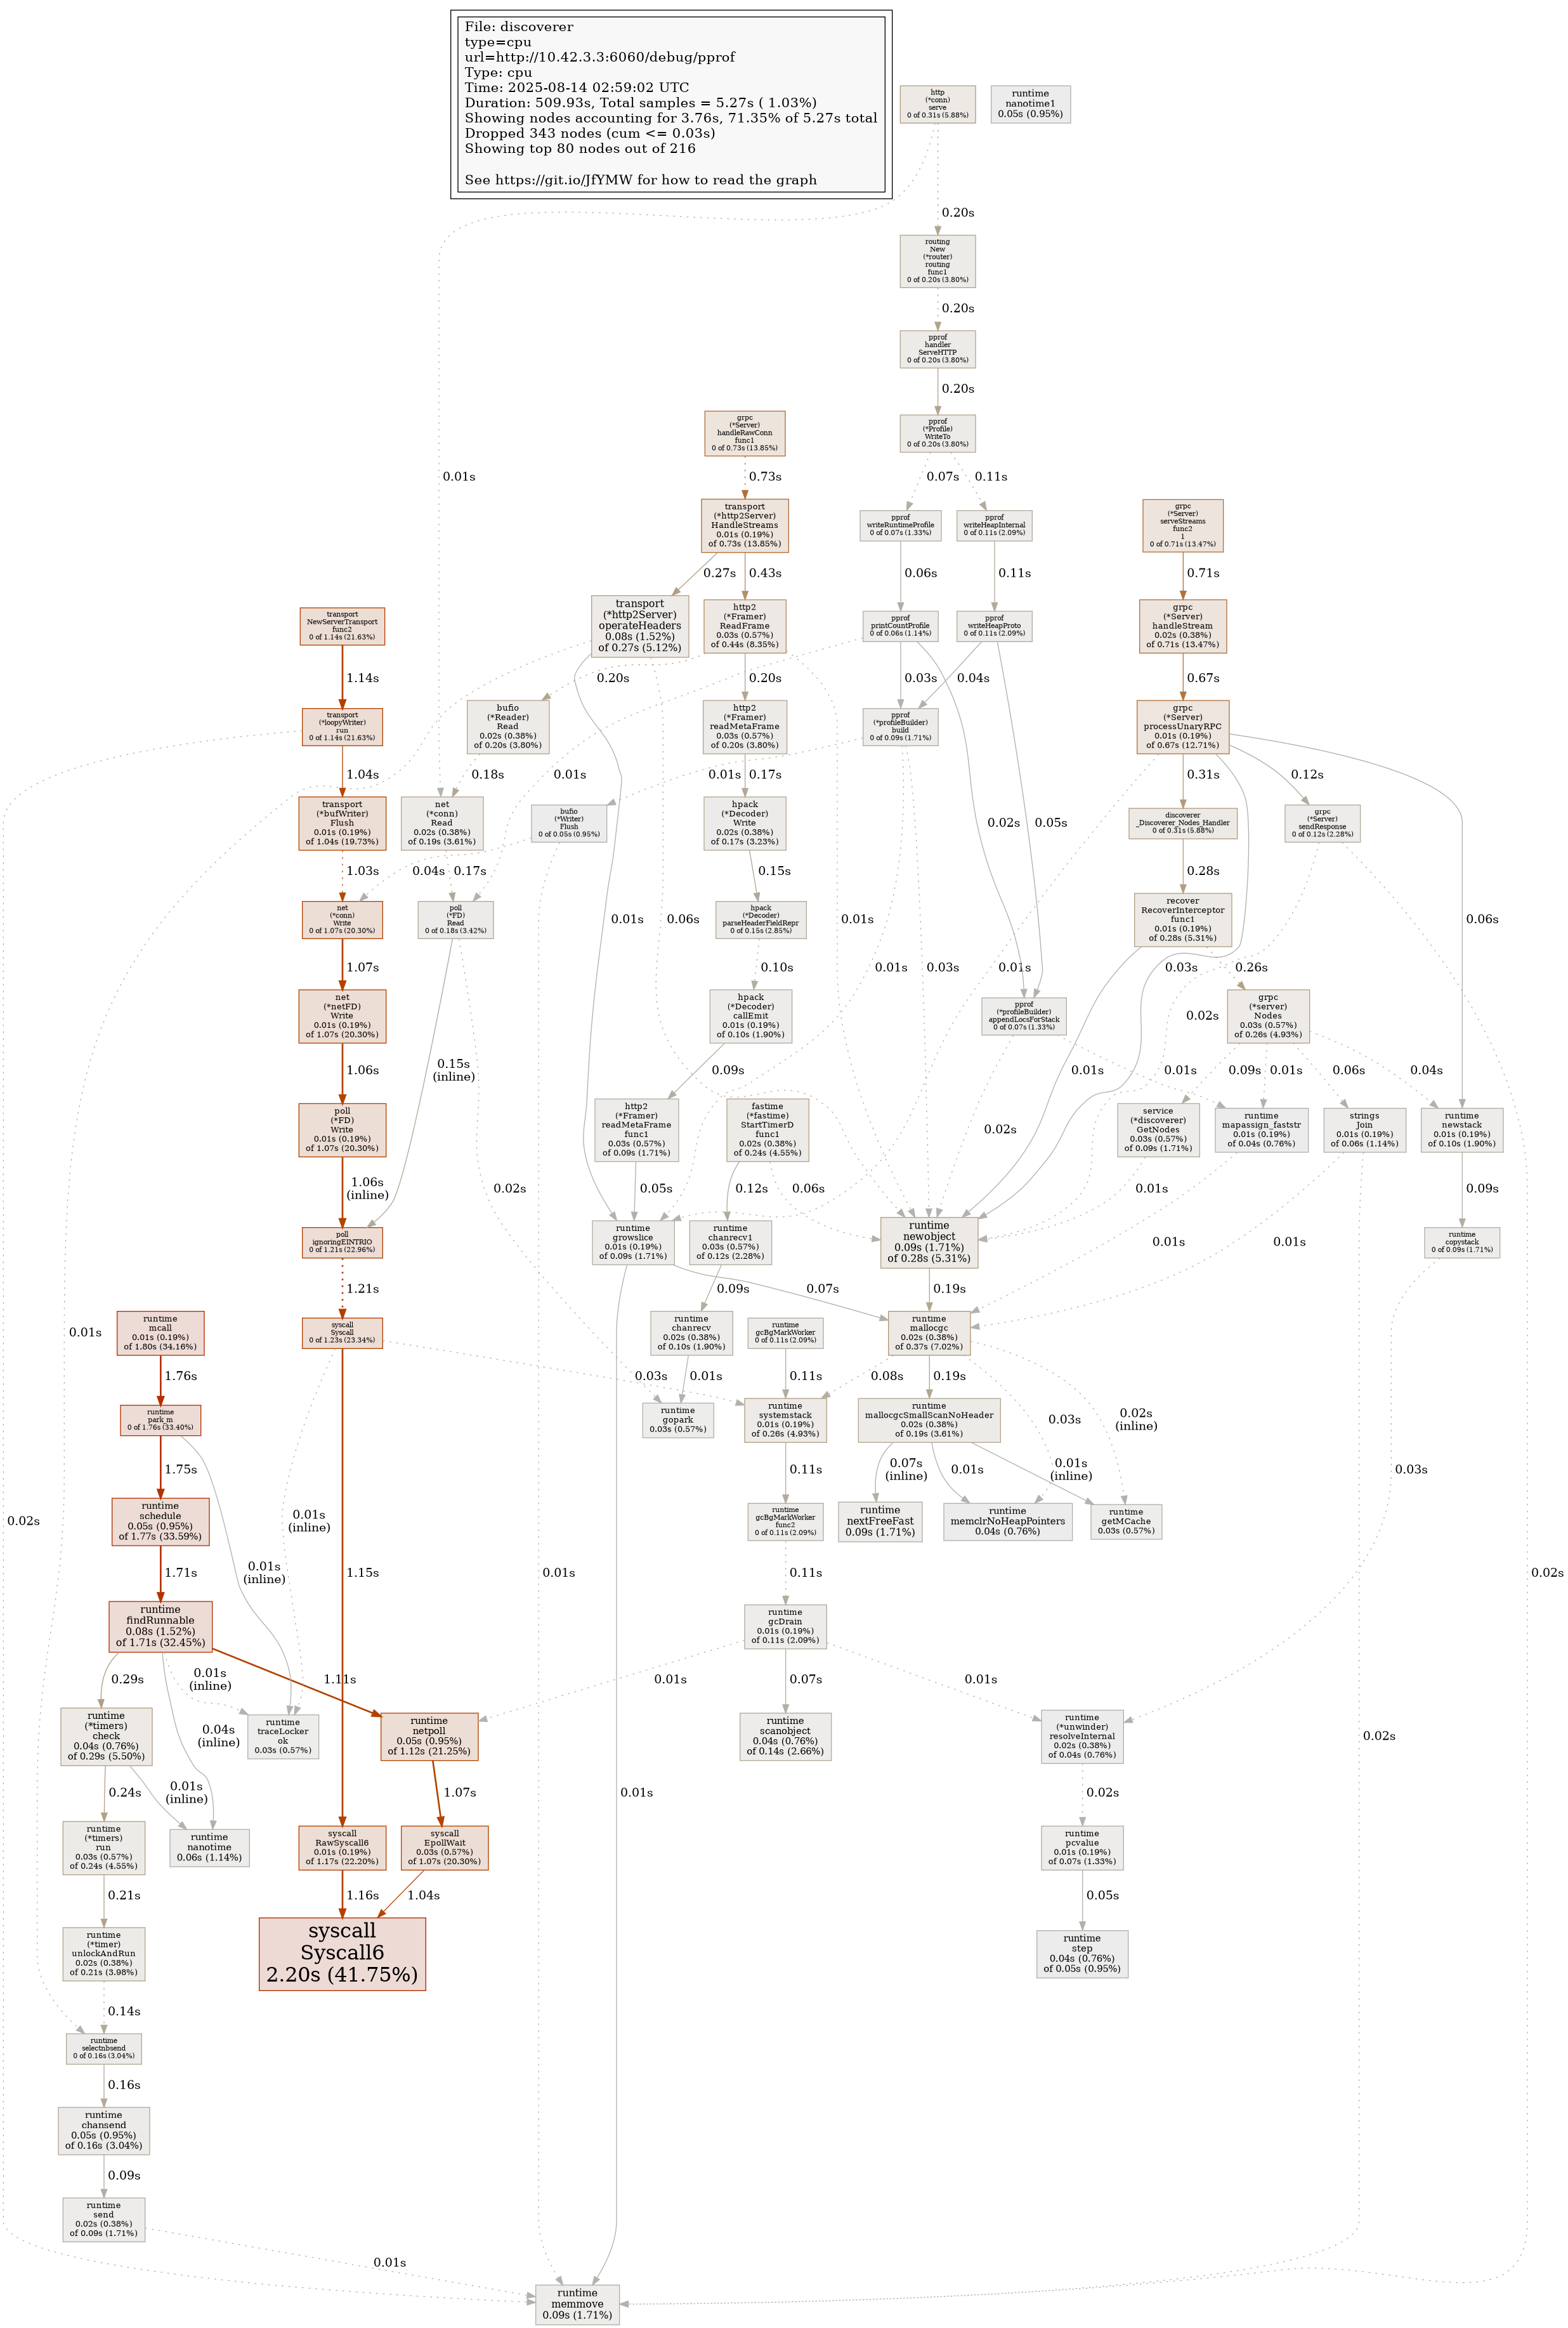 File: discoverer
type=cpu
url=http://10.42.3.3:6060/debug/pprof
Type: cpu
Time: 2025-08-14 02:59:02 UTC
Duration: 509.93s, Total samples = 5.27s ( 1.03%)
Showing nodes accounting for 3.76s, 71.35% of 5.27s total
Dropped 343 nodes (cum <= 0.03s)
Showing top 80 nodes out of 216
See https://git.io/JfYMW for how to read the graph
http
(*conn)
serve
0 of 0.31s (5.88%)
runtime
nanotime1
0.05s (0.95%)
0.20s
routing
New
(*router)
routing
func1
0 of 0.20s (3.80%)
0.20s
pprof
handler
ServeHTTP
0 of 0.20s (3.80%)
0.20s
grpc
(*Server)
handleRawConn
func1
0 of 0.73s (13.85%)
pprof
(*Profile)
WriteTo
0 of 0.20s (3.80%)
0.01s
0.73s
0.07s
0.11s
transport
(*http2Server)
HandleStreams
0.01s (0.19%)
of 0.73s (13.85%)
pprof
writeRuntimeProfile
0 of 0.07s (1.33%)
pprof
writeHeapInternal
0 of 0.11s (2.09%)
grpc
(*Server)
serveStreams
func2
1
0 of 0.71s (13.47%)
0.27s
0.43s
0.06s
0.11s
0.71s
transport
NewServerTransport
func2
0 of 1.14s (21.63%)
transport
(*http2Server)
operateHeaders
0.08s (1.52%)
of 0.27s (5.12%)
http2
(*Framer)
ReadFrame
0.03s (0.57%)
of 0.44s (8.35%)
pprof
printCountProfile
0 of 0.06s (1.14%)
pprof
writeHeapProto
0 of 0.11s (2.09%)
grpc
(*Server)
handleStream
0.02s (0.38%)
of 0.71s (13.47%)
1.14s
0.20s
0.20s
0.03s
0.04s
0.67s
transport
(*loopyWriter)
run
0 of 1.14s (21.63%)
bufio
(*Reader)
Read
0.02s (0.38%)
of 0.20s (3.80%)
http2
(*Framer)
readMetaFrame
0.03s (0.57%)
of 0.20s (3.80%)
pprof
(*profileBuilder)
build
0 of 0.09s (1.71%)
grpc
(*Server)
processUnaryRPC
0.01s (0.19%)
of 0.67s (12.71%)
1.04s
0.18s
0.01s
0.01s
0.17s
0.31s
0.12s
transport
(*bufWriter)
Flush
0.01s (0.19%)
of 1.04s (19.73%)
net
(*conn)
Read
0.02s (0.38%)
of 0.19s (3.61%)
bufio
(*Writer)
Flush
0 of 0.05s (0.95%)
hpack
(*Decoder)
Write
0.02s (0.38%)
of 0.17s (3.23%)
0.02s
0.05s
discoverer
_Discoverer_Nodes_Handler
0 of 0.31s (5.88%)
grpc
(*Server)
sendResponse
0 of 0.12s (2.28%)
1.03s
0.17s
0.04s
0.15s
0.28s
net
(*conn)
Write
0 of 1.07s (20.30%)
poll
(*FD)
Read
0 of 0.18s (3.42%)
hpack
(*Decoder)
parseHeaderFieldRepr
0 of 0.15s (2.85%)
recover
RecoverInterceptor
func1
0.01s (0.19%)
of 0.28s (5.31%)
0.01s
0.06s
0.01s
0.06s
1.07s
0.10s
0.01s
0.03s
0.01s
0.03s
0.26s
net
(*netFD)
Write
0.01s (0.19%)
of 1.07s (20.30%)
hpack
(*Decoder)
callEmit
0.01s (0.19%)
of 0.10s (1.90%)
pprof
(*profileBuilder)
appendLocsForStack
0 of 0.07s (1.33%)
grpc
(*server)
Nodes
0.03s (0.57%)
of 0.26s (4.93%)
0.02s
1.06s
0.15s
(inline)
0.09s
0.01s
0.01s
0.09s
0.01s
0.06s
0.04s
poll
(*FD)
Write
0.01s (0.19%)
of 1.07s (20.30%)
http2
(*Framer)
readMetaFrame
func1
0.03s (0.57%)
of 0.09s (1.71%)
fastime
(*fastime)
StartTimerD
func1
0.02s (0.38%)
of 0.24s (4.55%)
service
(*discoverer)
GetNodes
0.03s (0.57%)
of 0.09s (1.71%)
runtime
mapassign_faststr
0.01s (0.19%)
of 0.04s (0.76%)
strings
Join
0.01s (0.19%)
of 0.06s (1.14%)
runtime
newstack
0.01s (0.19%)
of 0.10s (1.90%)
0.02s
1.06s
(inline)
0.02s
0.05s
0.12s
0.06s
0.01s
0.09s
poll
ignoringEINTRIO
0 of 1.21s (22.96%)
runtime
growslice
0.01s (0.19%)
of 0.09s (1.71%)
runtime
chanrecv1
0.03s (0.57%)
of 0.12s (2.28%)
runtime
newobject
0.09s (1.71%)
of 0.28s (5.31%)
0.01s
0.01s
runtime
copystack
0 of 0.09s (1.71%)
1.21s
0.09s
0.07s
0.19s
runtime
mcall
0.01s (0.19%)
of 1.80s (34.16%)
0.01s
syscall
Syscall
0 of 1.23s (23.34%)
runtime
chanrecv
0.02s (0.38%)
of 0.10s (1.90%)
runtime
gcBgMarkWorker
0 of 0.11s (2.09%)
runtime
mallocgc
0.02s (0.38%)
of 0.37s (7.02%)
1.76s
0.03s
0.01s
0.11s
0.08s
0.19s
runtime
park_m
0 of 1.76s (33.40%)
runtime
gopark
0.03s (0.57%)
runtime
systemstack
0.01s (0.19%)
of 0.26s (4.93%)
runtime
mallocgcSmallScanNoHeader
0.02s (0.38%)
of 0.19s (3.61%)
0.03s
0.02s
(inline)
1.75s
0.11s
0.07s
(inline)
0.01s
0.01s
(inline)
0.03s
runtime
schedule
0.05s (0.95%)
of 1.77s (33.59%)
0.01s
(inline)
runtime
gcBgMarkWorker
func2
0 of 0.11s (2.09%)
runtime
nextFreeFast
0.09s (1.71%)
runtime
memclrNoHeapPointers
0.04s (0.76%)
runtime
getMCache
0.03s (0.57%)
0.02s
1.71s
0.01s
(inline)
1.15s
0.01s
0.11s
0.02s
runtime
findRunnable
0.08s (1.52%)
of 1.71s (32.45%)
runtime
gcDrain
0.01s (0.19%)
of 0.11s (2.09%)
0.29s
0.01s
(inline)
1.11s
0.01s
0.07s
0.01s
runtime
(*timers)
check
0.04s (0.76%)
of 0.29s (5.50%)
0.04s
(inline)
runtime
traceLocker
ok
0.03s (0.57%)
runtime
netpoll
0.05s (0.95%)
of 1.12s (21.25%)
runtime
scanobject
0.04s (0.76%)
of 0.14s (2.66%)
runtime
(*unwinder)
resolveInternal
0.02s (0.38%)
of 0.04s (0.76%)
0.02s
0.24s
0.01s
(inline)
1.07s
0.01s
0.02s
runtime
(*timers)
run
0.03s (0.57%)
of 0.24s (4.55%)
runtime
nanotime
0.06s (1.14%)
syscall
RawSyscall6
0.01s (0.19%)
of 1.17s (22.20%)
syscall
EpollWait
0.03s (0.57%)
of 1.07s (20.30%)
runtime
pcvalue
0.01s (0.19%)
of 0.07s (1.33%)
0.21s
1.16s
1.04s
0.05s
runtime
(*timer)
unlockAndRun
0.02s (0.38%)
of 0.21s (3.98%)
syscall
Syscall6
2.20s (41.75%)
runtime
step
0.04s (0.76%)
of 0.05s (0.95%)
0.14s
runtime
selectnbsend
0 of 0.16s (3.04%)
0.16s
runtime
chansend
0.05s (0.95%)
of 0.16s (3.04%)
0.09s
runtime
send
0.02s (0.38%)
of 0.09s (1.71%)
0.01s
runtime
memmove
0.09s (1.71%)